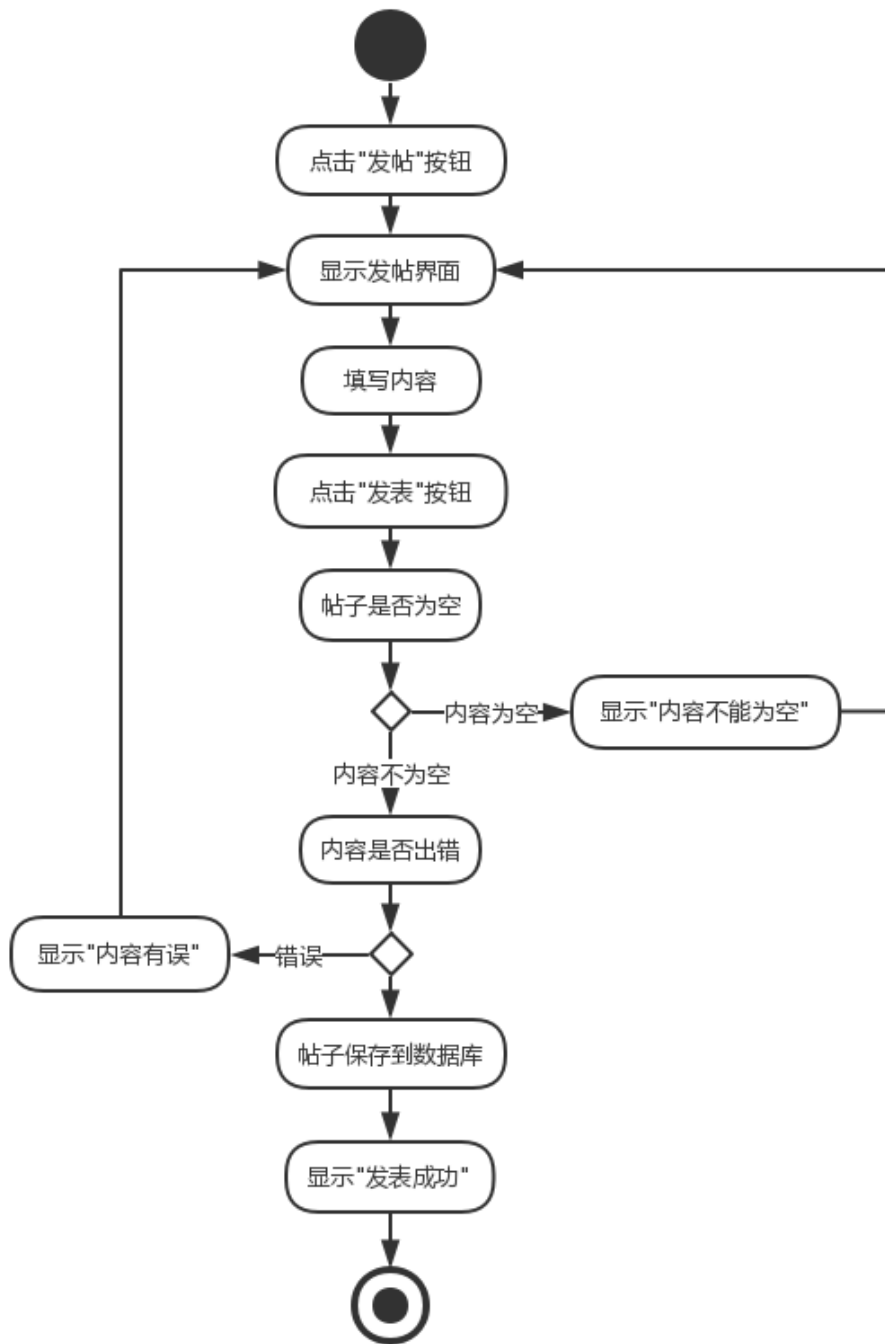 点击"发帖"按钮
显示发帖界面
填写内容
点击"发表"按钮
帖子是否为空
内容为空
显示"内容不能为空"
内容不为空
内容是否出错
显示"内容有误"
错误
帖子保存到数据库
显示"发表成功"